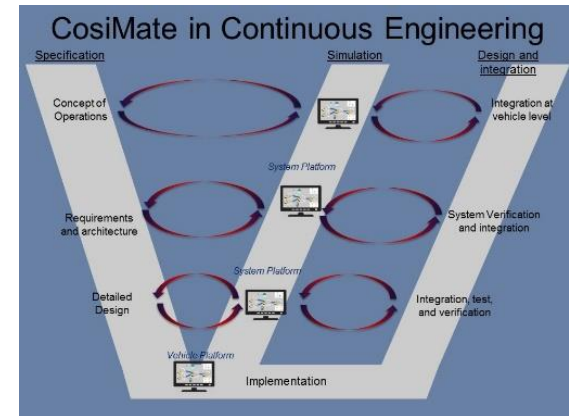 CosiMate in Continuous Engineering
Specification
Simulation
Design and
integration
Concept of
Operations
Integration at
vehicle level
System Platform
Requirements
and architecture
System Verification
and integration
System Platform
Detailed
Design
Integration, test,
and verification
Vehicle Platform
Implementation